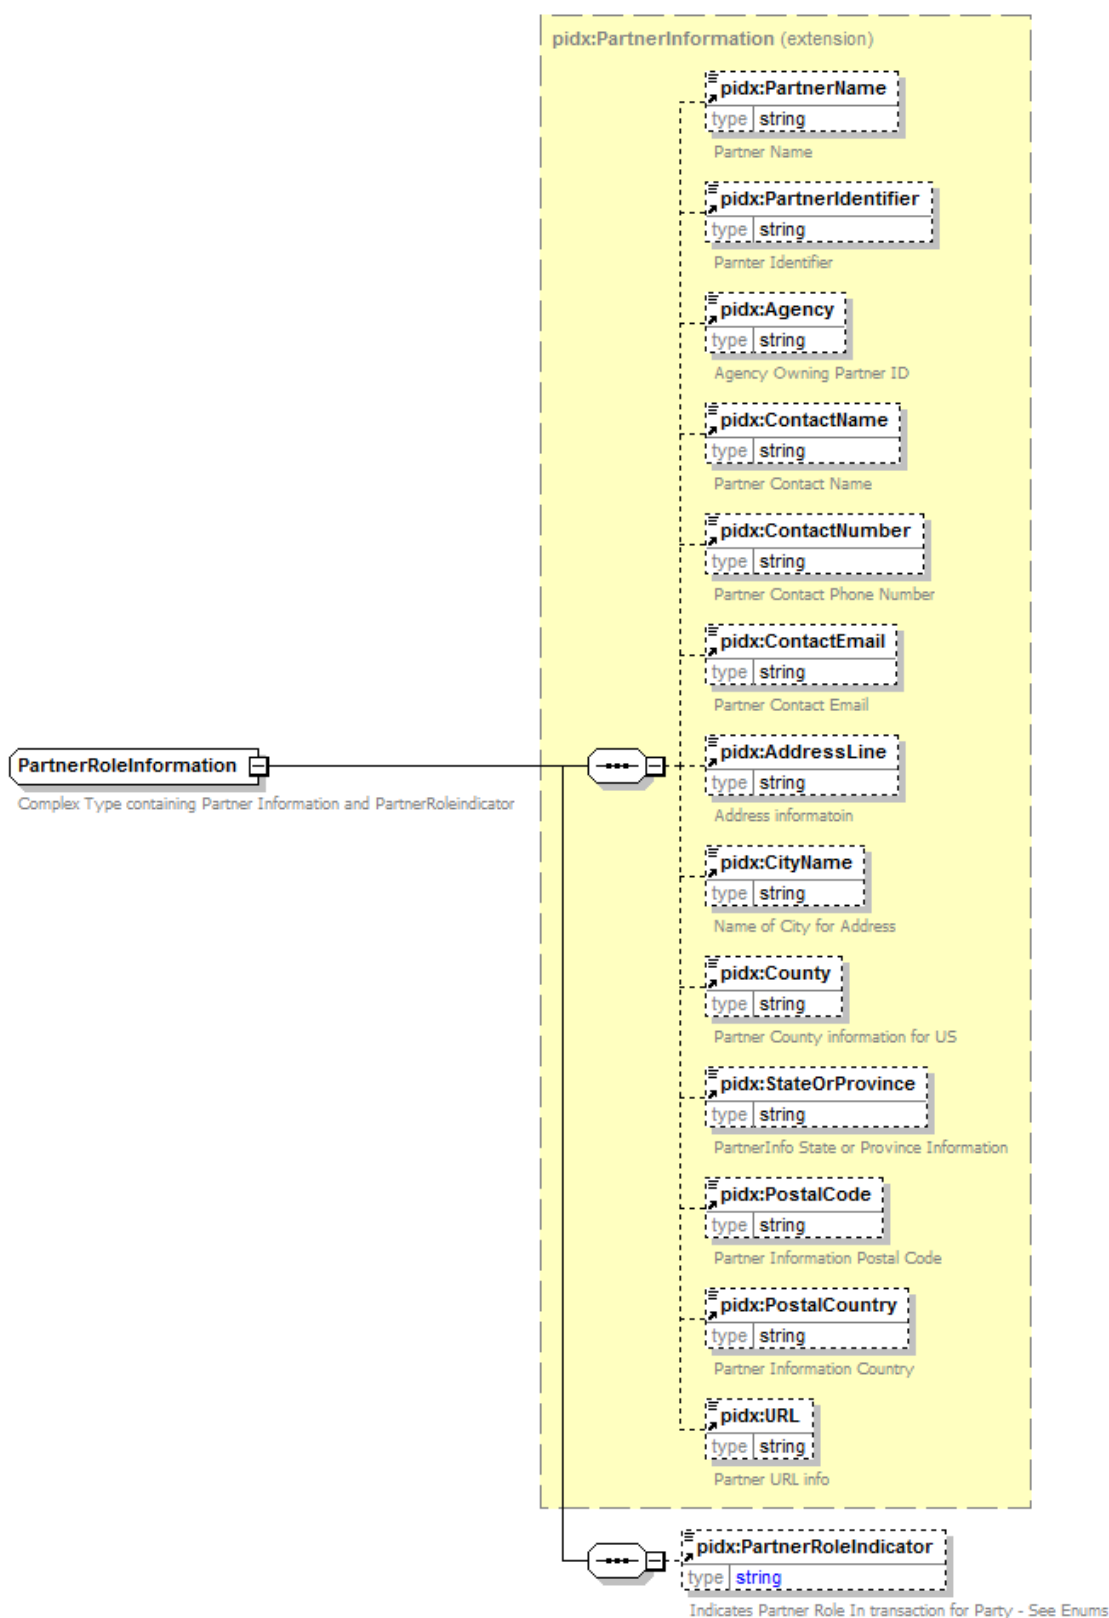 pidx:PartnerInformation (extension)
pidx:PartnerName
type string
Partner Name
pidx:PartnerIdentifier
type string
Parnter Identifier
pidx:Agency
type string
Agency Owning Partner ID
pidx:ContactName
type string
Partner Contact Name
pidx:ContactNumber
type string
Partner Contact Phone Number
pidx:ContactEmail
type string
Partner Contact Email
PartnerRoleInformation
Complex Type containing Partner Information and PartnerRoleindicator
pidx:AddressLine
type string
Address informatoin
pidx:CityName
type string
Name of City for Address
pidx:County
type string
Partner County information for US
pidx:StateOrProvince
type string
PartnerInfo State or Province Information
pidx:PostalCode
type string
Partner Information Postal Code
pidx:PostalCountry
type string
Partner Information Country
pidx:URL
type string
Partner URL info
pidx:PartnerRoleIndicator
type string
Indicates Partner Role In transaction for Party - See Enums